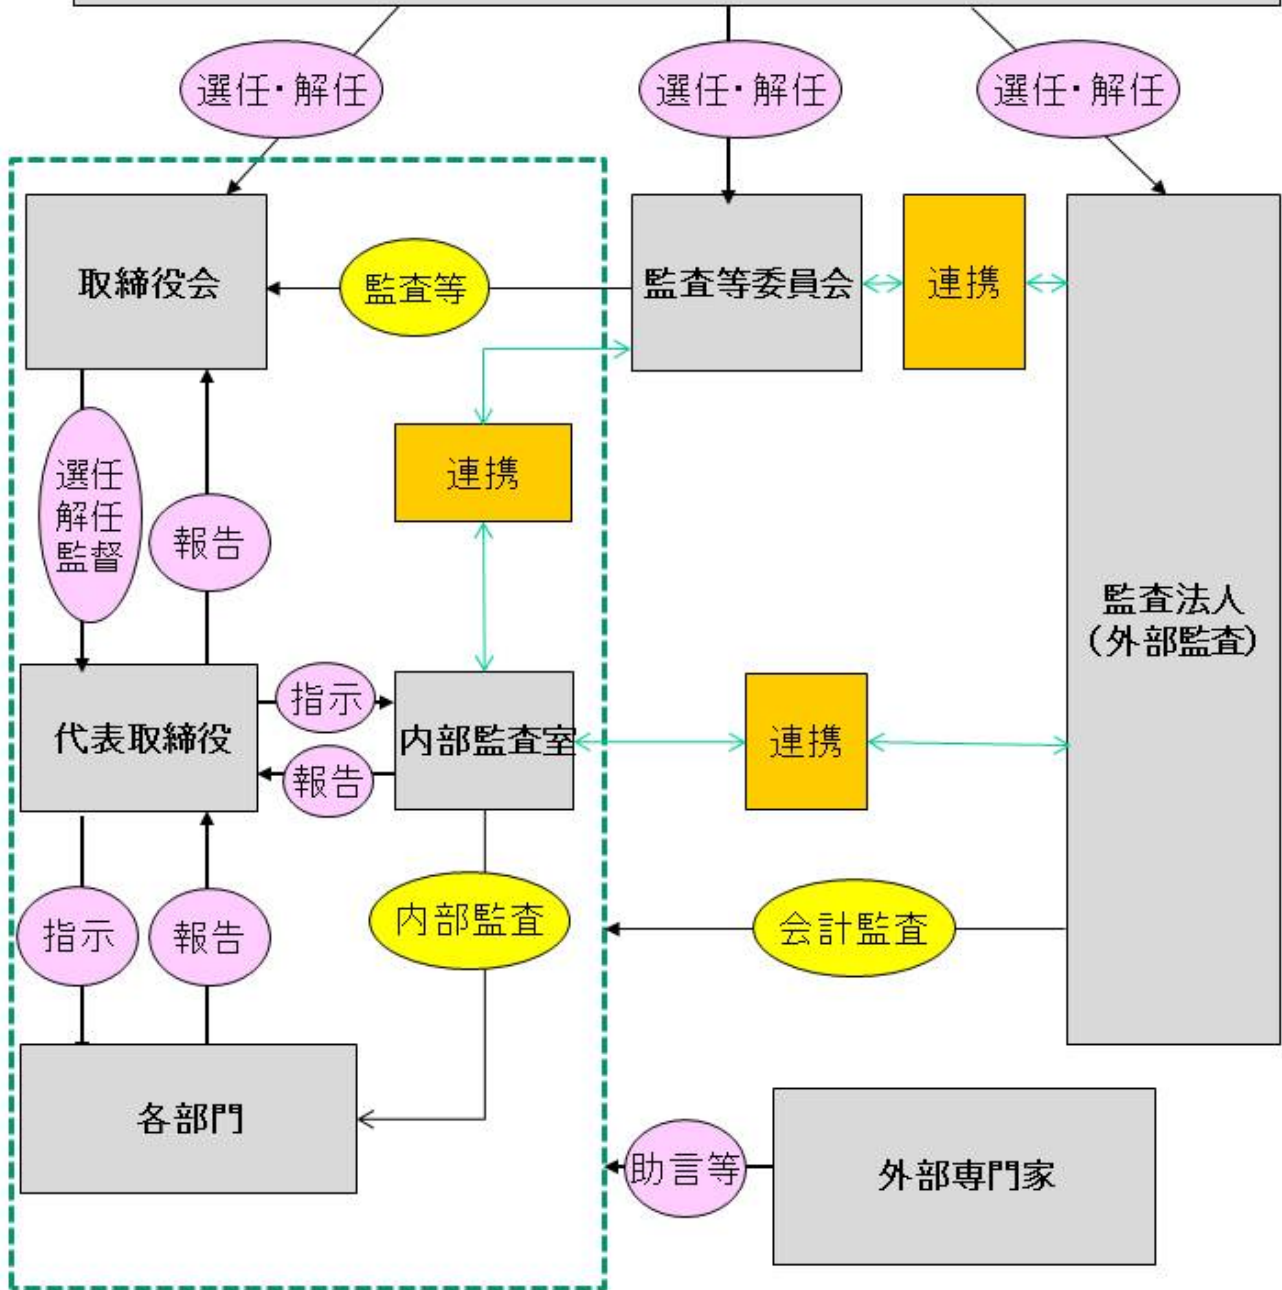 選任・解任
選任・解任
選任・解任
取締役会
監査等
監査等委員会
連携
連携
選任
解任
監督
報告
監査法人
（外部監査）
代表取締役
指示
報告
内部監査室
連携
指示
報告
内部監査
会計監査
各部門
助言等
外部専門家